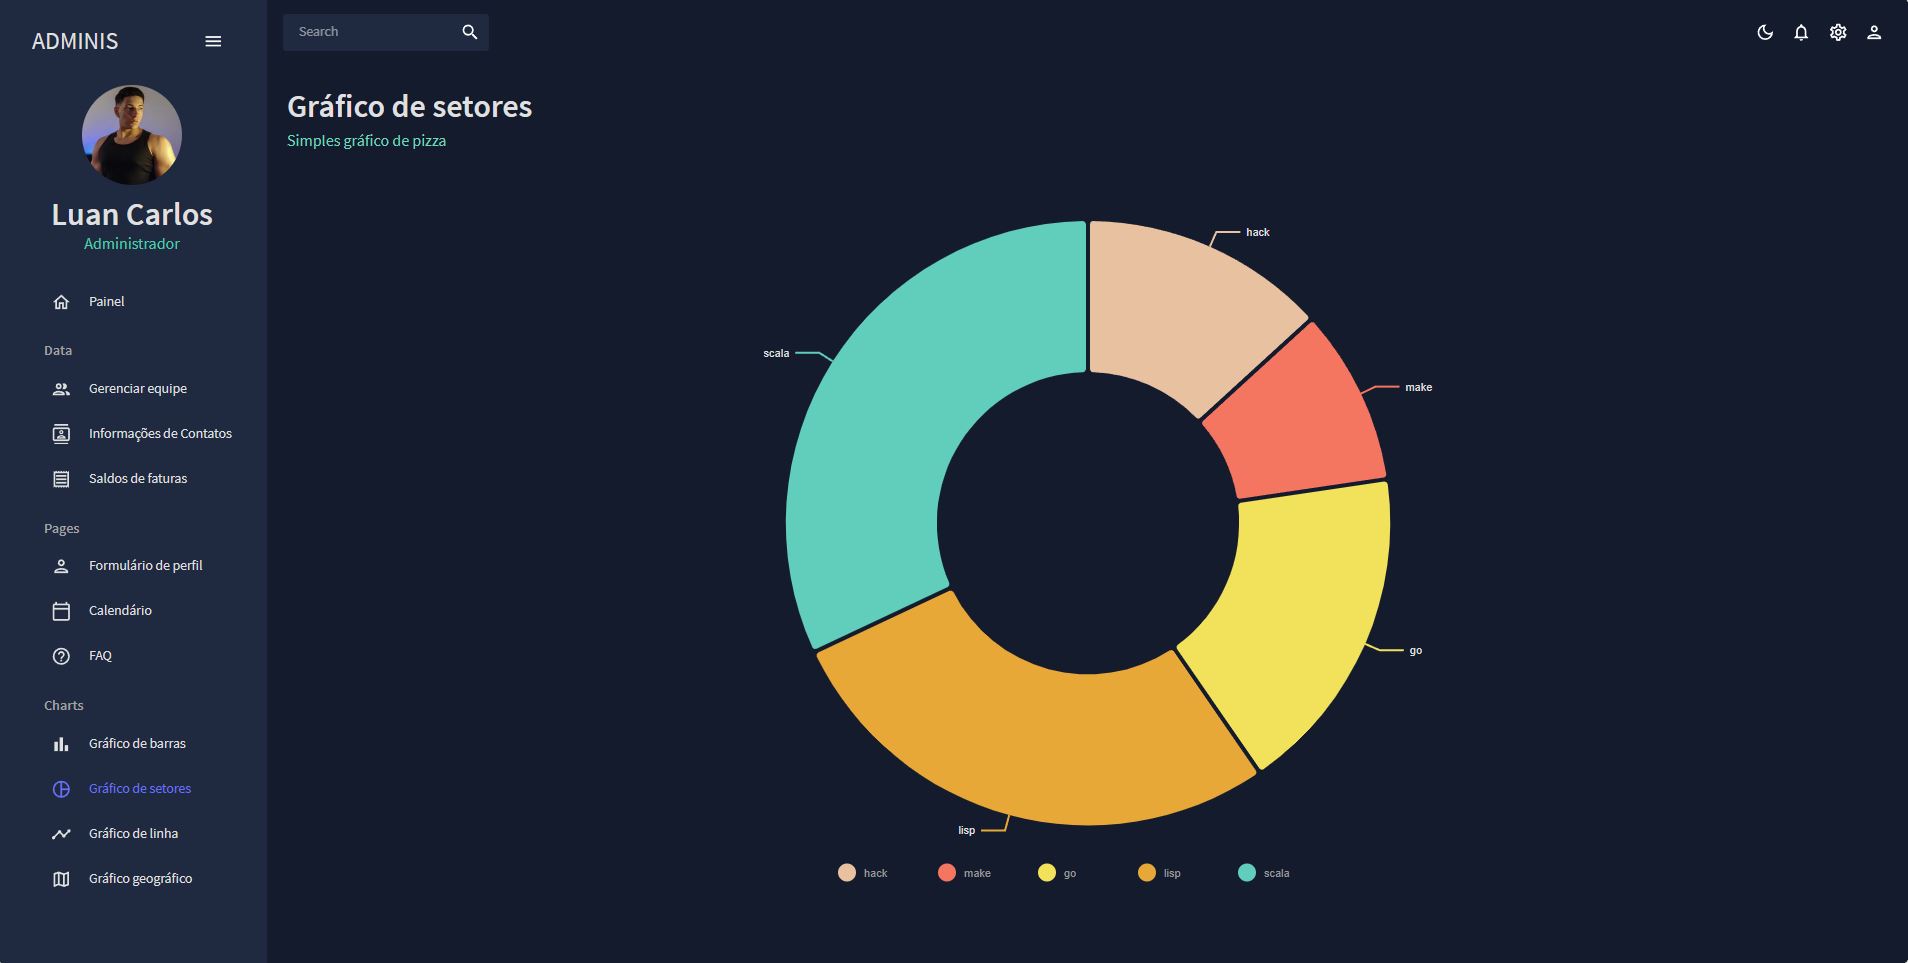 ADMINIS
Search
Luan Carlos
Administrador
Painel
Data
Gerenciar equipe
Informações de Contatos
Saldos de faturas
Pages
Formulário de perfil
Calendário
FAQ
Charts
Gráfico de barras
Gráfico de setores
Gráfico de linha
Gráfico geográfico
Gráfico de setores
Simples gráfico de pizza
hack
scala
make
go
lisp
hack make go lisp scala